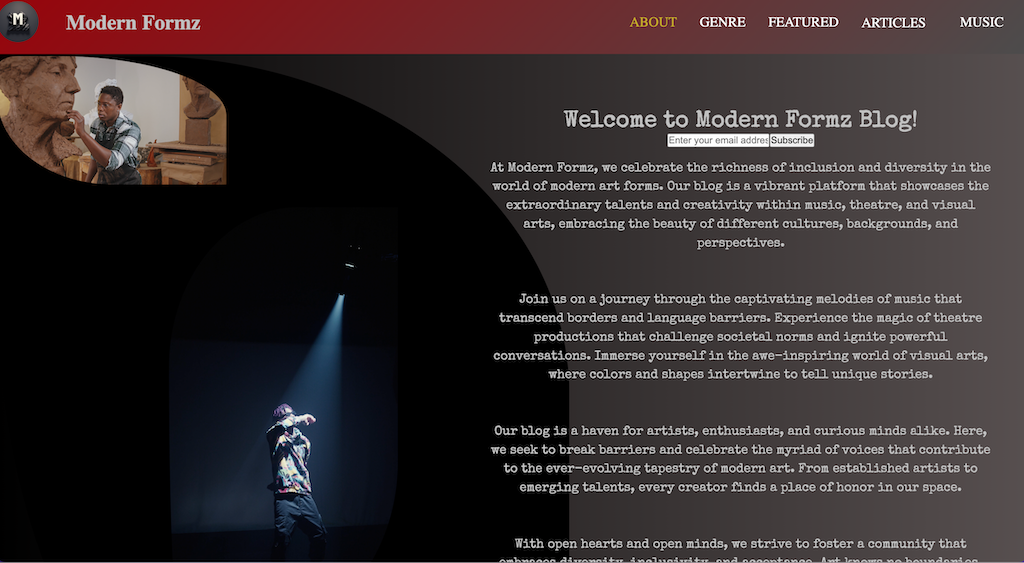 M
Modern Formz
ABOUT GENRE FEATURED ARTICLES MUSIC
Welcome to Modern Formz Blog!
Enter your email addres Subscribe
At Modern Formz, we celebrate the richness of inclusion and diversity in the
world of modern art forms. Our blog is a vibrant platform that showcases the
extraordinary talents and creativity within music, theatre, and visual
arts, embracing the beauty of different cultures, backgrounds, and
perspectives.
Join us on a journey through the captivating melodies of music that
transcend borders and language barriers. Experience the magic of theatre
productions that challenge societal norms and ignite powerful
conversations. Immerse yourself in the awe-inspiring world of visual arts,
where colors and shapes intertwine to tell unique stories.
Our blog is a haven for artists, enthusiasts, and curious minds alike. Here,
we seek to break barriers and celebrate the myriad of voices that contribute
to the ever-evolving tapestry of modern art. From established artists to
emerging talents, every creator finds a place of honor in our space.
With open hearts and open minds, we strive to foster a community that
embraces diversity, inclusivity, and acceptance. Art knows no boundaries,